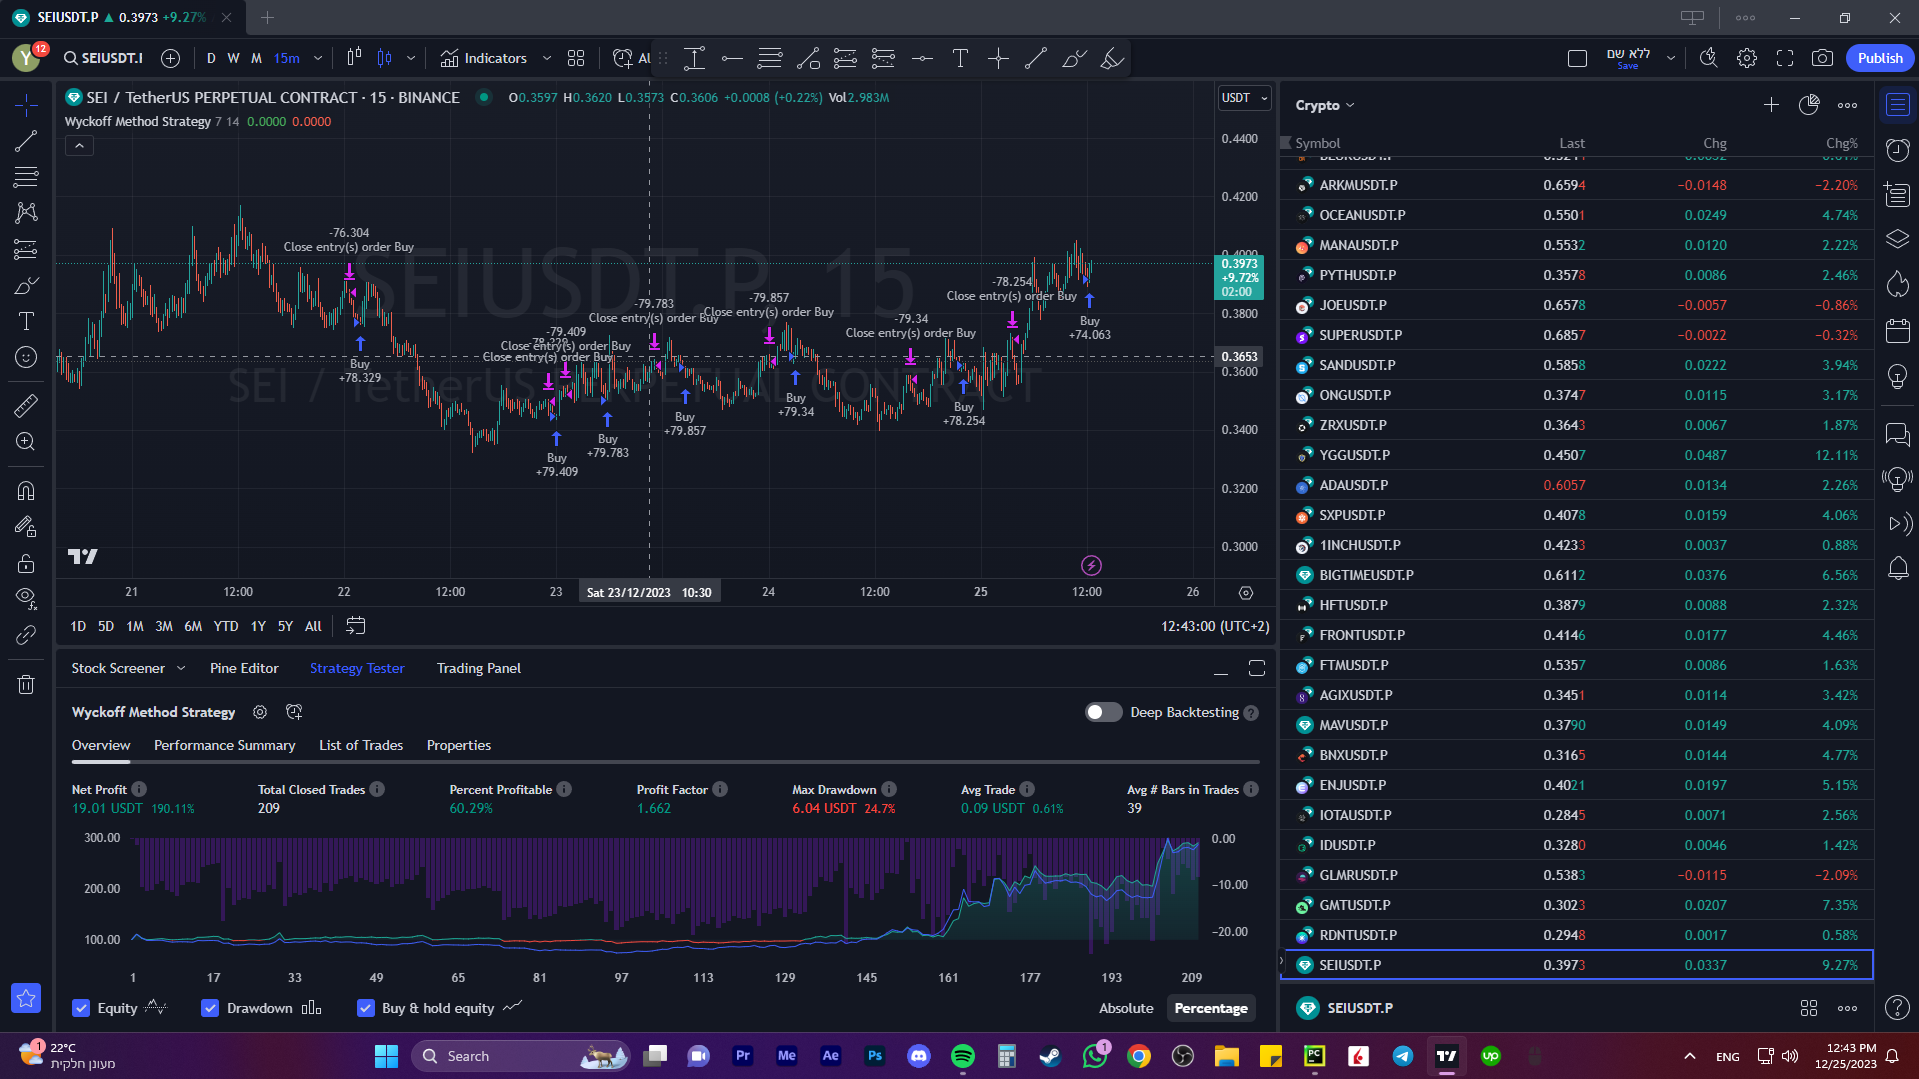 SEIUSDT.P ▲ 0.3973 +9.27%
Y 12 SEIUSDT.I D W M 15m Indicators Al
ללא שם
Save
Publish
SEI / TetherUS PERPETUAL CONTRACT · 15 · BINANCE O0.3597 H0.3620 L0.3573 C0.3606 +0.0008 (+0.22%) Vol2.983M
Wyckoff Method Strategy 7 14 0.0000 0.0000
USDT
SEIUSDT.P, 15
SEI / TetherUS PERPETUAL CONTRACT
-76.304
Close entry(s) order Buy
Buy
+78.329
-78.329
Close entry(s) order Buy
Buy
+79.409
-79.409
Close entry(s) order Buy
Buy
+79.783
-79.783
Close entry(s) order Buy
Buy
+79.857
-79.857
Close entry(s) order Buy
Buy
+79.34
-79.34
Close entry(s) order Buy
Buy
+78.254
-78.254
Close entry(s) order Buy
Buy
+74.063
0.4400
0.4200
0.4000
0.3973
+9.72%
02:00
0.3800
0.3653
0.3600
0.3400
0.3200
0.3000
21 12:00 22 12:00 23 Sat 23/12/2023 10:30 24 12:00 25 12:00 26
1D 5D 1M 3M 6M YTD 1Y 5Y All 12:43:00 (UTC+2)
Stock Screener Pine Editor Strategy Tester Trading Panel
Wyckoff Method Strategy Deep Backtesting
Overview Performance Summary List of Trades Properties
Net Profit Total Closed Trades Percent Profitable Profit Factor Max Drawdown Avg Trade Avg # Bars in Trades
19.01 USDT 190.11% 209 60.29% 1.662 6.04 USDT 24.7% 0.09 USDT 0.61% 39
300.00 0.00
200.00 -10.00
100.00 -20.00
1 17 33 49 65 81 97 113 129 145 161 177 193 209
Equity Drawdown Buy & hold equity Absolute Percentage
Crypto
Symbol Last Chg Chg%
ARKMUSDT.P 0.6594 −0.0148 −2.20%
OCEANUSDT.P 0.5501 0.0249 4.74%
MANAUSDT.P 0.5532 0.0120 2.22%
PYTHUSDT.P 0.3578 0.0086 2.46%
JOEUSDT.P 0.6578 −0.0057 −0.86%
SUPERUSDT.P 0.6857 −0.0022 −0.32%
SANDUSDT.P 0.5858 0.0222 3.94%
ONGUSDT.P 0.3747 0.0115 3.17%
ZRXUSDT.P 0.3643 0.0067 1.87%
YGGUSDT.P 0.4507 0.0487 12.11%
ADAUSDT.P 0.6057 0.0134 2.26%
SXPUSDT.P 0.4078 0.0159 4.06%
1INCHUSDT.P 0.4233 0.0037 0.88%
BIGTIMEUSDT.P 0.6112 0.0376 6.56%
HFTUSDT.P 0.3879 0.0088 2.32%
FRONTUSDT.P 0.4146 0.0177 4.46%
FTMUSDT.P 0.5357 0.0086 1.63%
AGIXUSDT.P 0.3451 0.0114 3.42%
MAVUSDT.P 0.3790 0.0149 4.09%
BNXUSDT.P 0.3165 0.0144 4.77%
ENJUSDT.P 0.4021 0.0197 5.15%
IOTAUSDT.P 0.2845 0.0071 2.56%
IDUSDT.P 0.3280 0.0046 1.42%
GLMRUSDT.P 0.5383 −0.0115 −2.09%
GMTUSDT.P 0.3023 0.0207 7.35%
RDNTUSDT.P 0.2948 0.0017 0.58%
SEIUSDT.P 0.3973 0.0337 9.27%
SEIUSDT.P
1 22°C
מעונן חלקית
Search
Pr Me Ae Ps 1 PC up
ENG
12:43 PM
12/25/2023